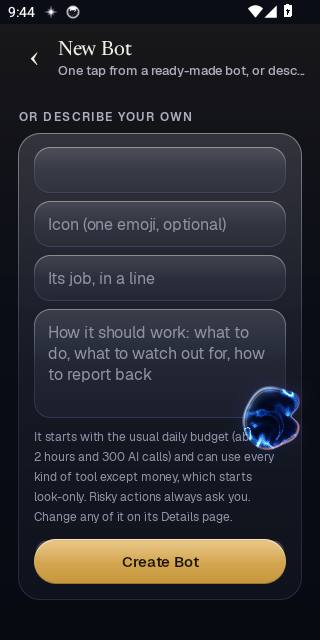 9:44
New Bot
One tap from a ready-made bot, or desc...
OR DESCRIBE YOUR OWN
Icon (one emoji, optional)
Its job, in a line
How it should work: what to
do, what to watch out for, how
to report back
It starts with the usual daily budget
2 hours and 300 AI calls) and can use every
kind of tool except money, which starts
look-only. Risky actions always ask you.
Change any of it on its Details page.
Create Bot